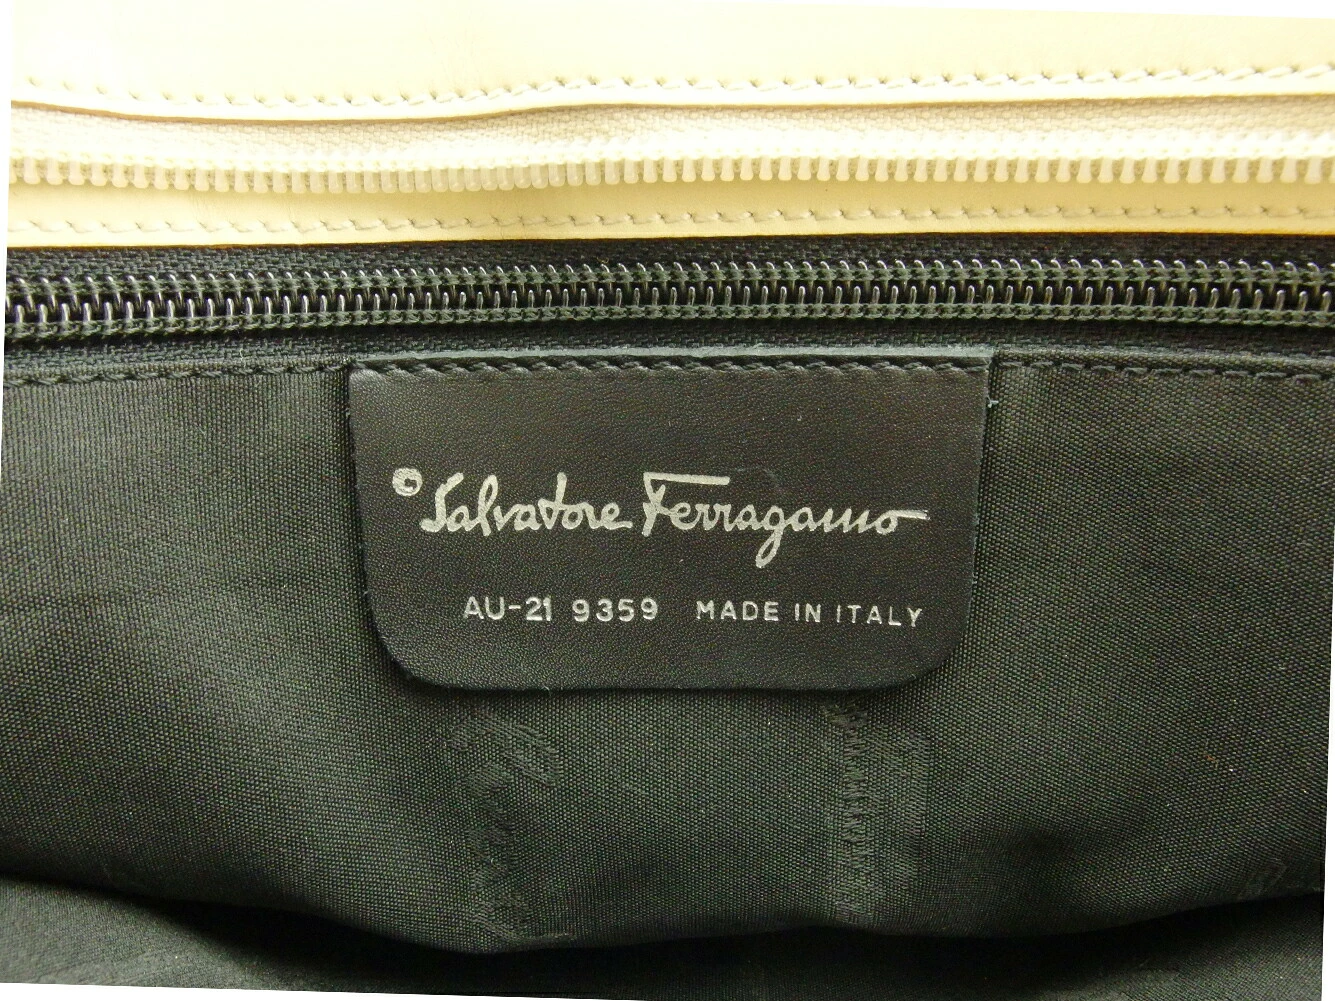 © Salvatore Ferragamo
AU-21 9359 MADE IN ITALY